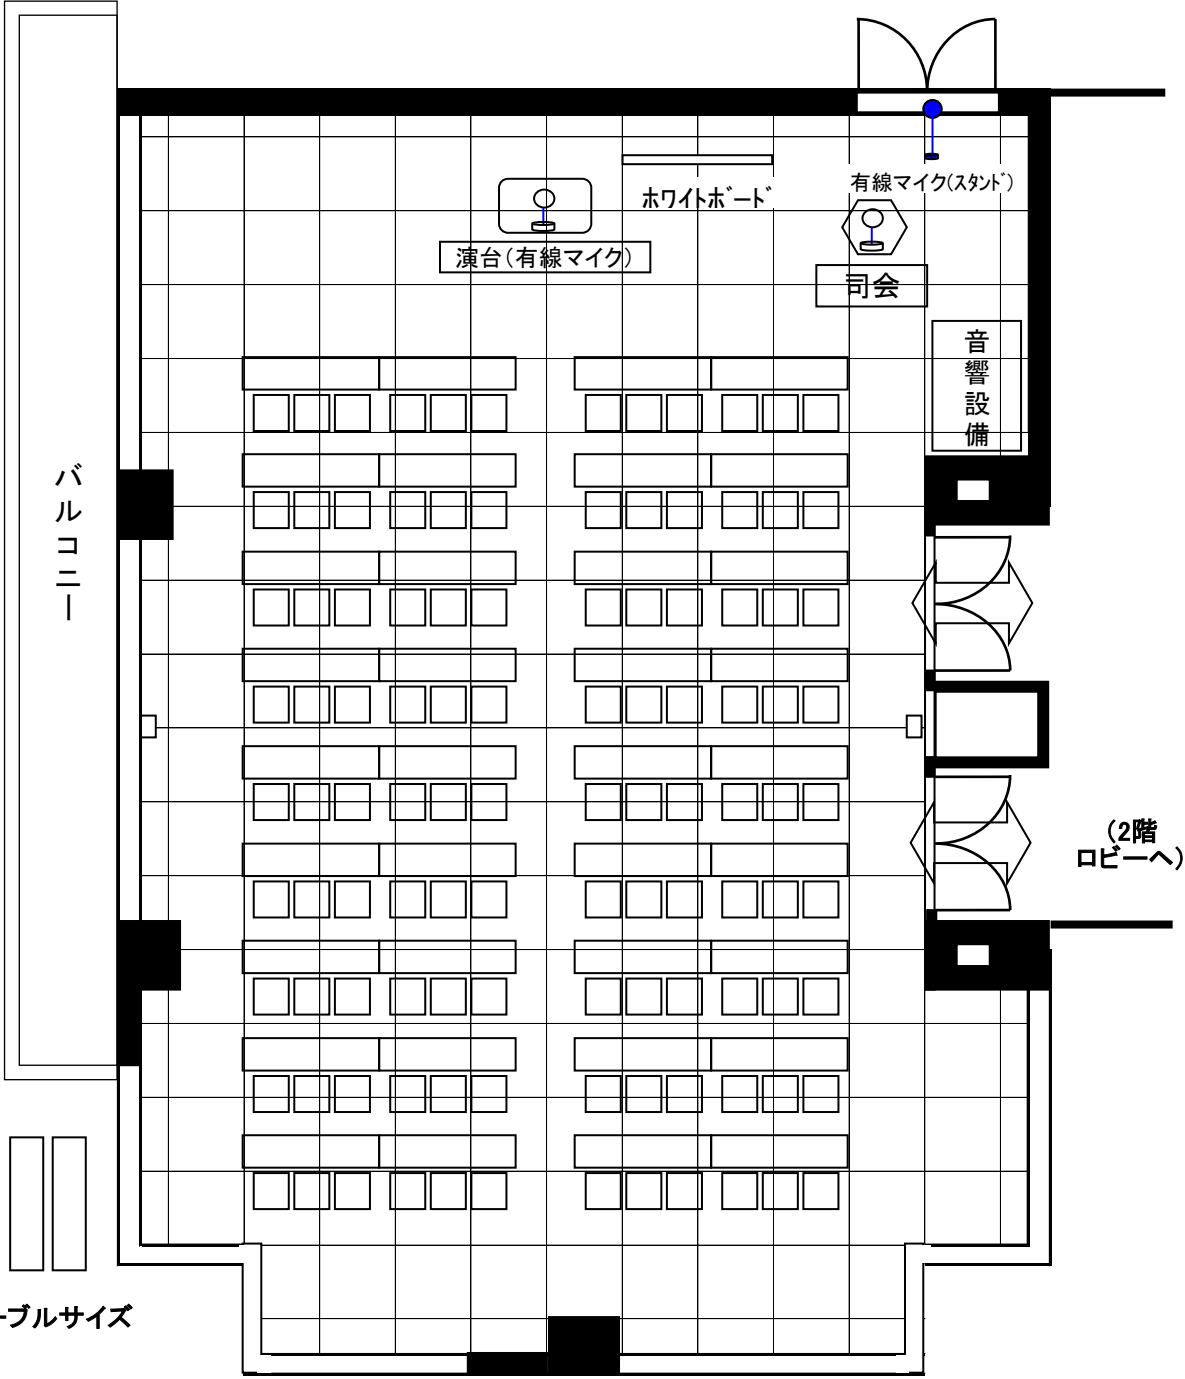 有線マイク(スタンド)
ホワイトボード
演台(有線マイク)
司会
音響設備
バルコニー
(2階
ロビーへ)
ーブルサイズ